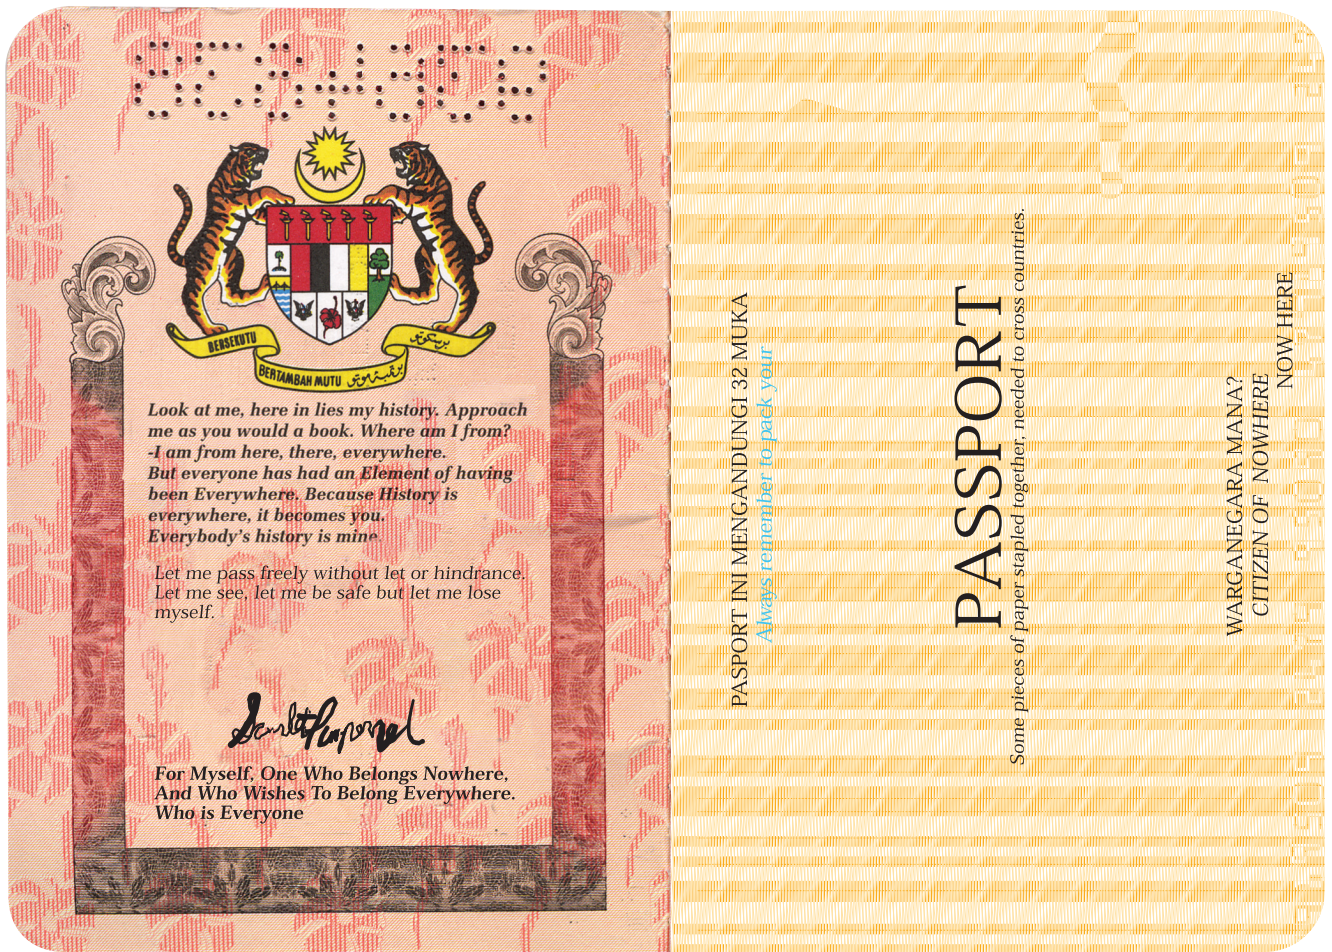 BERSEKUTU
برسكوتو
BERTAMBAH MUTU
برتمبه موتو
Look at me, here in lies my history. Approach
me as you would a book. Where am I from?
-I am from here, there, everywhere.
But everyone has had an Element of having
been Everywhere. Because History is
everywhere, it becomes you.
Everybody's history is mine
Let me pass freely without let or hindrance.
Let me see, let me be safe but let me lose
myself.
Scarlet Pimpernel
For Myself, One Who Belongs Nowhere,
And Who Wishes To Belong Everywhere.
Who is Everyone
PASPORT INI MENGANDUNGI 32 MUKA
Always remember to pack your
PASSPORT
Some pieces of paper stapled together, needed to cross countries.
WARGANEGARA MANA?
CITIZEN OF NOWHERE
NOW HERE